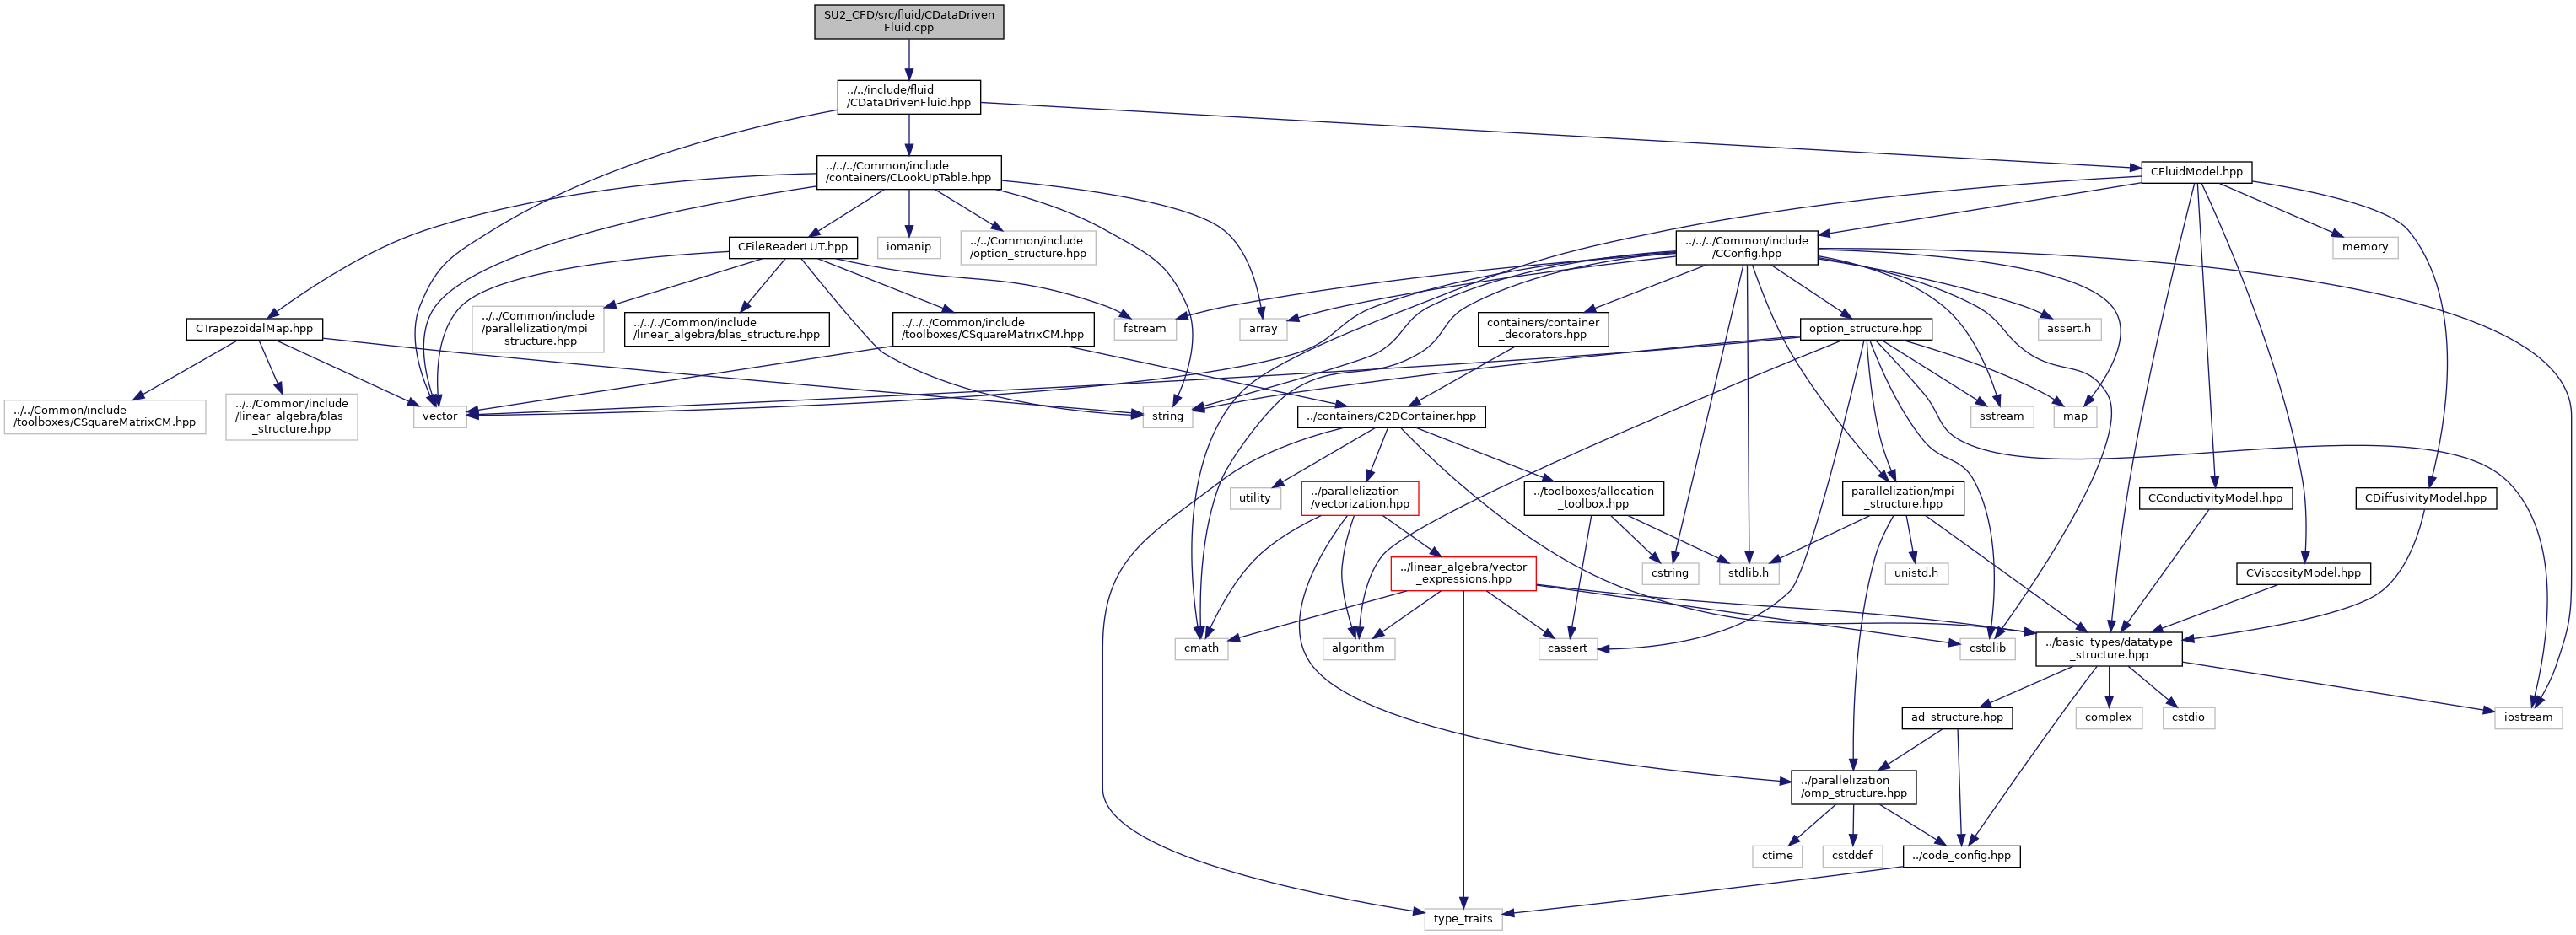 SU2_CFD/src/fluid/CDataDriven
Fluid.cpp
../../include/fluid
/CDataDrivenFluid.hpp
../../../Common/include
/containers/CLookUpTable.hpp
CFluidModel.hpp
CFileReaderLUT.hpp
iomanip
../../Common/include
/option_structure.hpp
../../../Common/include
/CConfig.hpp
memory
CTrapezoidalMap.hpp
../../Common/include
/parallelization/mpi
_structure.hpp
../../../Common/include
/linear_algebra/blas_structure.hpp
../../../Common/include
/toolboxes/CSquareMatrixCM.hpp
fstream
array
containers/container
_decorators.hpp
option_structure.hpp
assert.h
../../Common/include
/toolboxes/CSquareMatrixCM.hpp
../../Common/include
/linear_algebra/blas
_structure.hpp
vector
string
../containers/C2DContainer.hpp
sstream
map
utility
../parallelization
/vectorization.hpp
../toolboxes/allocation
_toolbox.hpp
parallelization/mpi
_structure.hpp
CConductivityModel.hpp
CDiffusivityModel.hpp
../linear_algebra/vector
_expressions.hpp
cstring
stdlib.h
unistd.h
CViscosityModel.hpp
cmath
algorithm
cassert
cstdlib
../basic_types/datatype
_structure.hpp
ad_structure.hpp
complex
cstdio
iostream
../parallelization
/omp_structure.hpp
ctime
cstddef
../code_config.hpp
type_traits